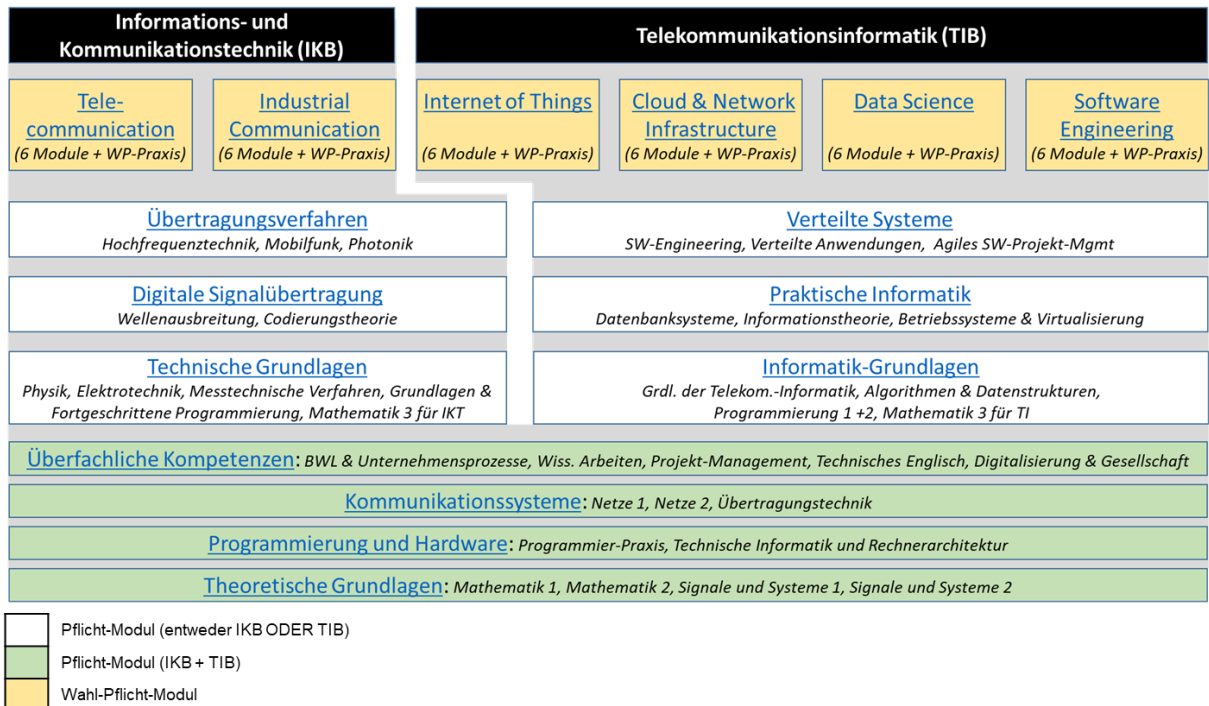 Informations- und
Kommunikationstechnik (IKB)
Telekommunikationsinformatik (TIB)
Tele-
communication
(6 Module + WP-Praxis)
Industrial
Communication
(6 Module + WP-Praxis)
Internet of Things
(6 Module + WP-Praxis)
Cloud & Network
Infrastructure
(6 Module + WP-Praxis)
Data Science
(6 Module + WP-Praxis)
Software
Engineering
(6 Module + WP-Praxis)
Übertragungsverfahren
Hochfrequenztechnik, Mobilfunk, Photonik
Verteilte Systeme
SW-Engineering, Verteilte Anwendungen, Agiles SW-Projekt-Mgmt
Digitale Signalübertragung
Wellenausbreitung, Codierungstheorie
Praktische Informatik
Datenbanksysteme, Informationstheorie, Betriebssysteme & Virtualisierung
Technische Grundlagen
Physik, Elektrotechnik, Messtechnische Verfahren, Grundlagen &
Fortgeschrittene Programmierung, Mathematik 3 für IKT
Informatik-Grundlagen
Grdl. der Telekom.-Informatik, Algorithmen & Datenstrukturen,
Programmierung 1 +2, Mathematik 3 für TI
Überfachliche Kompetenzen: BWL & Unternehmensprozesse, Wiss. Arbeiten, Projekt-Management, Technisches Englisch, Digitalisierung & Gesellschaft
Kommunikationssysteme: Netze 1, Netze 2, Übertragungstechnik
Programmierung und Hardware: Programmier-Praxis, Technische Informatik und Rechnerarchitektur
Theoretische Grundlagen: Mathematik 1, Mathematik 2, Signale und Systeme 1, Signale und Systeme 2
Pflicht-Modul (entweder IKB ODER TIB)
Pflicht-Modul (IKB + TIB)
Wahl-Pflicht-Modul